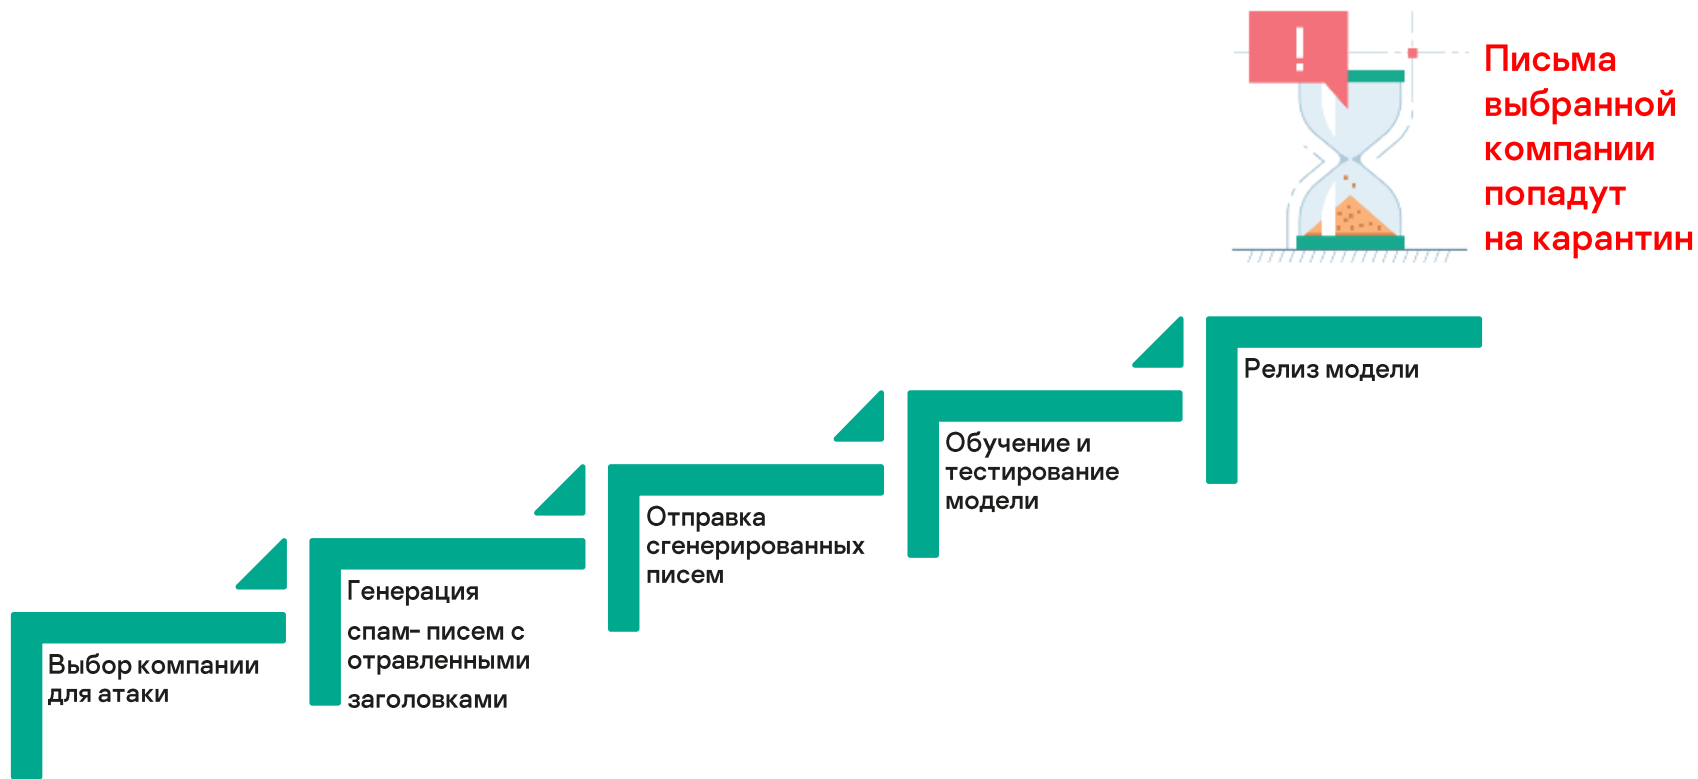 !
Письма
выбранной
компании
попадут
на карантин
Выбор компании
для атаки
Генерация
спам- писем с
отравленными
заголовками
Отправка
сгенерированных
писем
Обучение и
тестирование
модели
Релиз модели